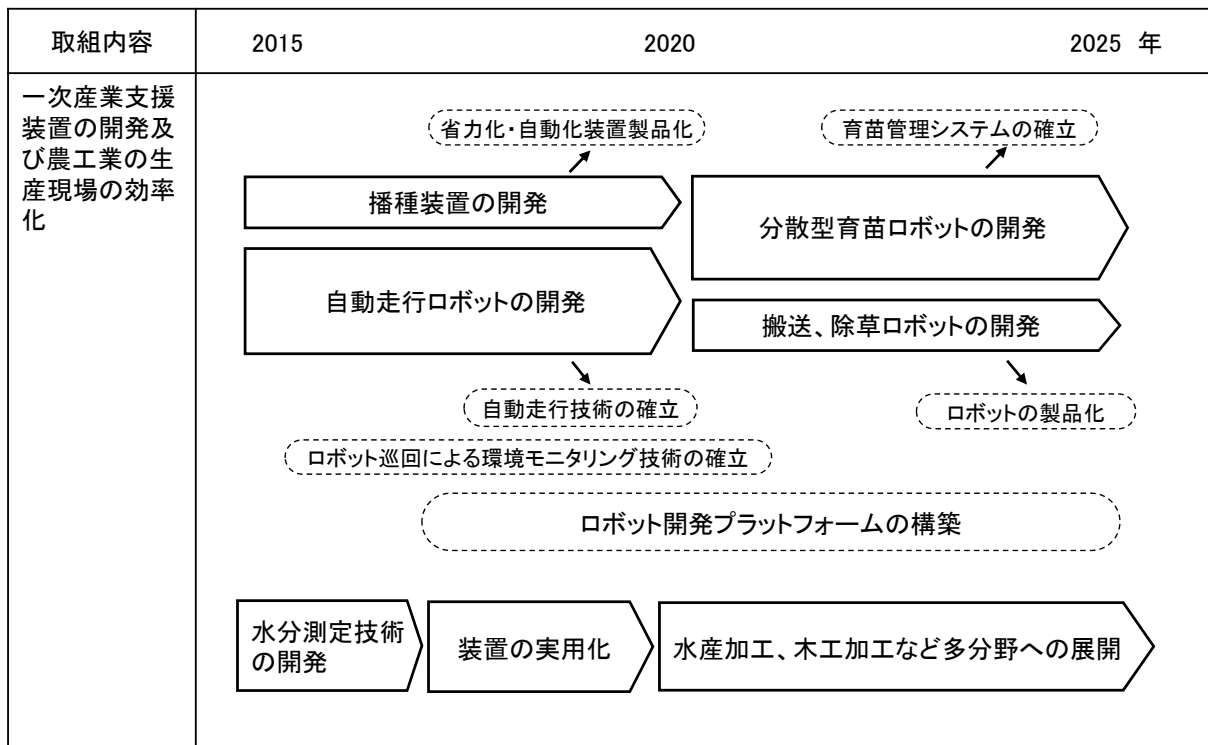 取組内容
2015
2020
2025 年
一次産業支援
装置の開発及
び農工業の生
産現場の効率
化
省力化・自動化装置製品化
育苗管理システムの確立
播種装置の開発
分散型育苗ロボットの開発
自動走行ロボットの開発
搬送、除草ロボットの開発
自動走行技術の確立
ロボットの製品化
ロボット巡回による環境モニタリング技術の確立
ロボット開発プラットフォームの構築
水分測定技術
の開発
装置の実用化
水産加工、木工加工など多分野への展開